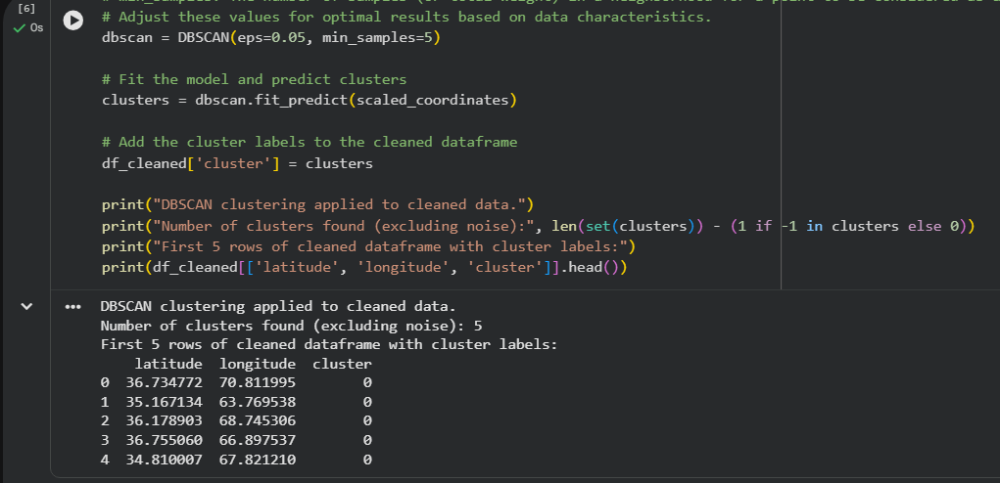 [6]
0s
# Adjust these values for optimal results based on data characteristics.
dbscan = DBSCAN(eps=0.05, min_samples=5)
# Fit the model and predict clusters
clusters = dbscan.fit_predict(scaled_coordinates)
# Add the cluster labels to the cleaned dataframe
df_cleaned['cluster'] = clusters
print("DBSCAN clustering applied to cleaned data.")
print("Number of clusters found (excluding noise):", len(set(clusters)) - (1 if -1 in clusters else 0))
print("First 5 rows of cleaned dataframe with cluster labels:")
print(df_cleaned[['latitude', 'longitude', 'cluster']].head())
DBSCAN clustering applied to cleaned data.
Number of clusters found (excluding noise): 5
First 5 rows of cleaned dataframe with cluster labels:
latitude longitude cluster
0 36.734772 70.811995 0
1 35.167134 63.769538 0
2 36.178903 68.745306 0
3 36.755060 66.897537 0
4 34.810007 67.821210 0